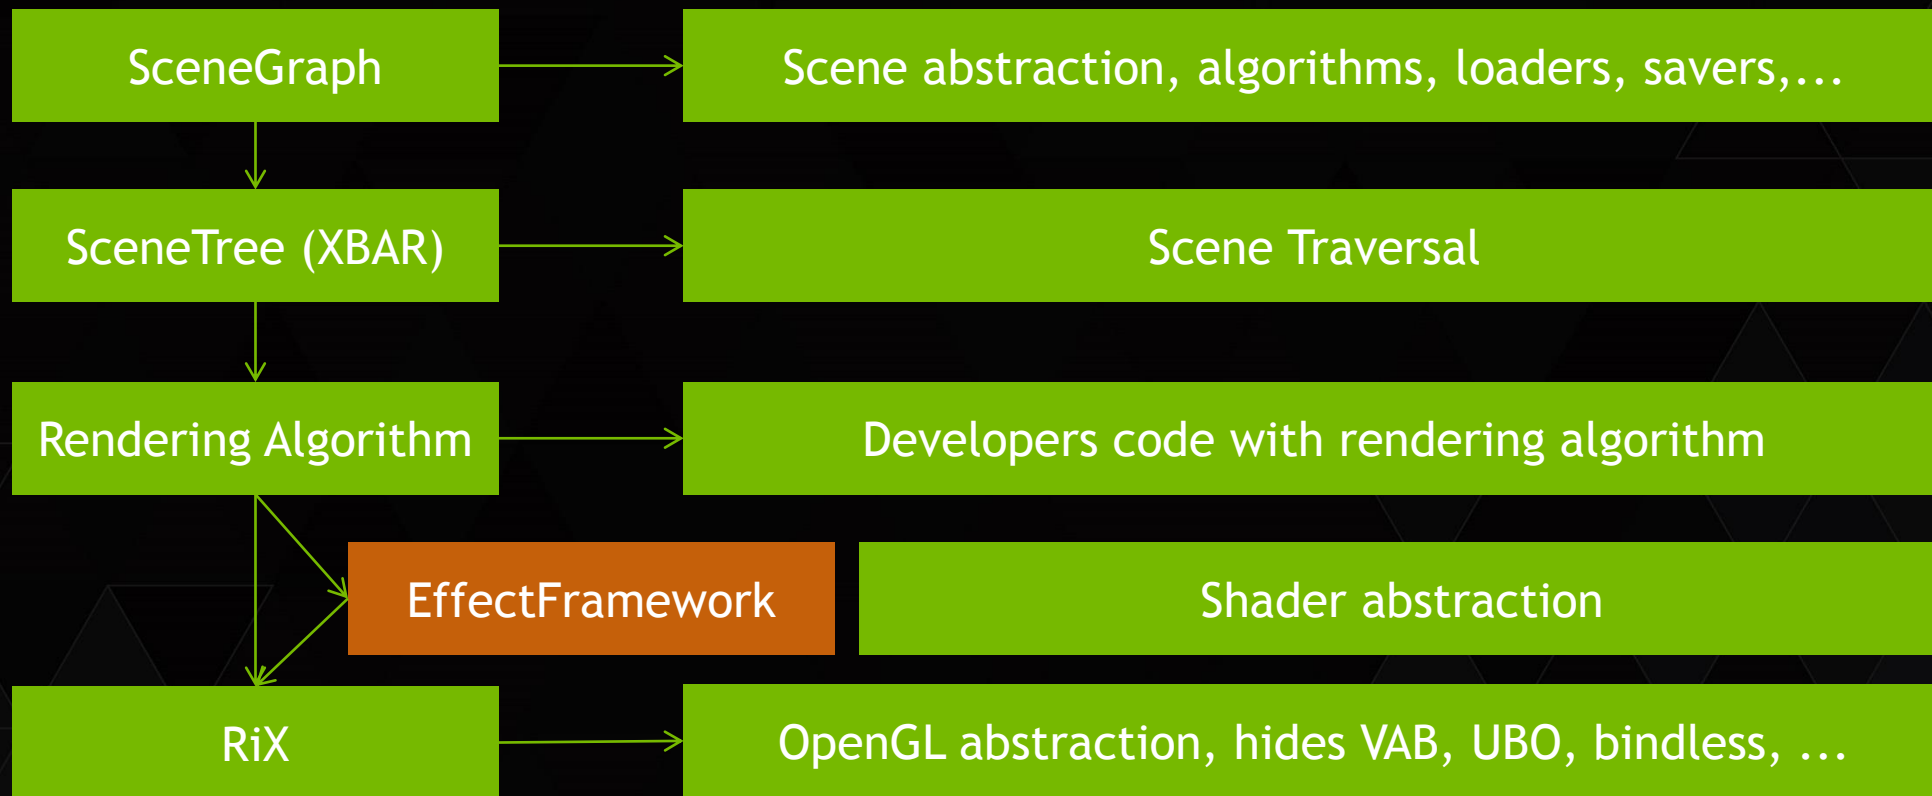 SceneGraph
Scene abstraction, algorithms, loaders, savers,...
SceneTree (XBAR)
Scene Traversal
Rendering Algorithm
Developers code with rendering algorithm
EffectFramework
Shader abstraction
RiX
OpenGL abstraction, hides VAB, UBO, bindless, ...